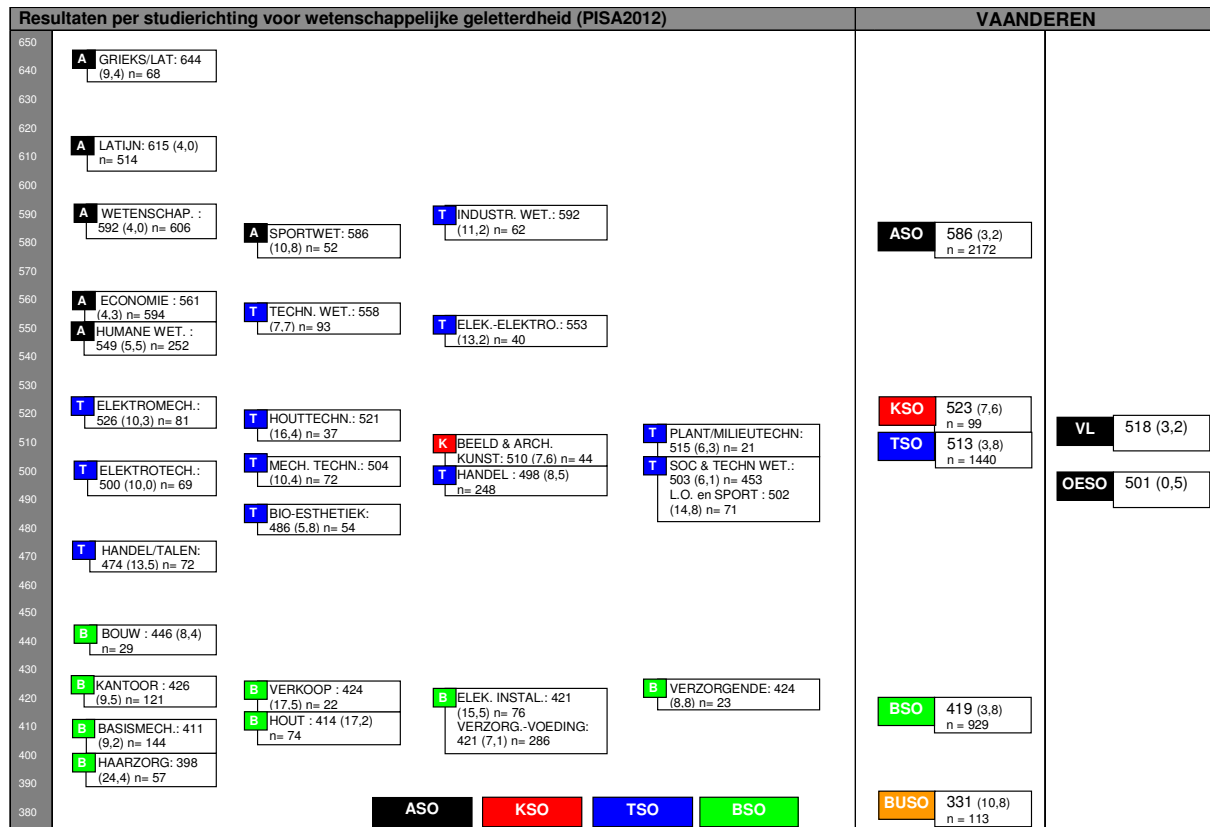 Resultaten per studierichting voor wetenschappelijke geletterdheid (PISA2012)
VAANDEREN
650
640
630
620
610
600
590
580
570
560
550
540
530
520
510
500
490
480
470
460
450
440
430
420
410
400
390
380
A GRIEKS/LAT: 644
(9,4) n= 68
A LATIJN: 615 (4,0)
n= 514
A WETENSCHAP. :
592 (4,0) n= 606
A SPORTWET: 586
(10,8) n= 52
T INDUSTR. WET.: 592
(11,2) n= 62
A ECONOMIE : 561
(4,3) n= 594
A HUMANE WET. :
549 (5,5) n= 252
T TECHN. WET.: 558
(7,7) n= 93
T ELEK.-ELEKTRO.: 553
(13,2) n= 40
T ELEKTROMECH.:
526 (10,3) n= 81
T HOUTTECHN.: 521
(16,4) n= 37
K BEELD & ARCH.
KUNST: 510 (7,6) n= 44
T PLANT/MILIEUTECHN:
515 (6,3) n= 21
T ELEKTROTECH.:
500 (10,0) n= 69
T MECH. TECHN.: 504
(10,4) n= 72
T HANDEL : 498 (8,5)
n= 248
T SOC & TECHN WET.:
503 (6,1) n= 453
L.O. en SPORT : 502
(14,8) n= 71
T BIO-ESTHETIEK:
486 (5,8) n= 54
T HANDEL/TALEN:
474 (13,5) n= 72
B BOUW : 446 (8,4)
n= 29
B KANTOOR : 426
(9,5) n= 121
B VERKOOP : 424
(17,5) n= 22
B ELEK. INSTAL.: 421
(15,5) n= 76
VERZORG.-VOEDING:
421 (7,1) n= 286
B VERZORGENDE: 424
(8,8) n= 23
B BASISMECH.: 411
(9,2) n= 144
B HOUT : 414 (17,2)
n= 74
B HAARZORG: 398
(24,4) n= 57
ASO KSO TSO BSO
ASO 586 (3,2)
n = 2172
KSO 523 (7,6)
n = 99
TSO 513 (3,8)
n = 1440
BSO 419 (3,8)
n = 929
BUSO 331 (10,8)
n = 113
VL 518 (3,2)
OESO 501 (0,5)